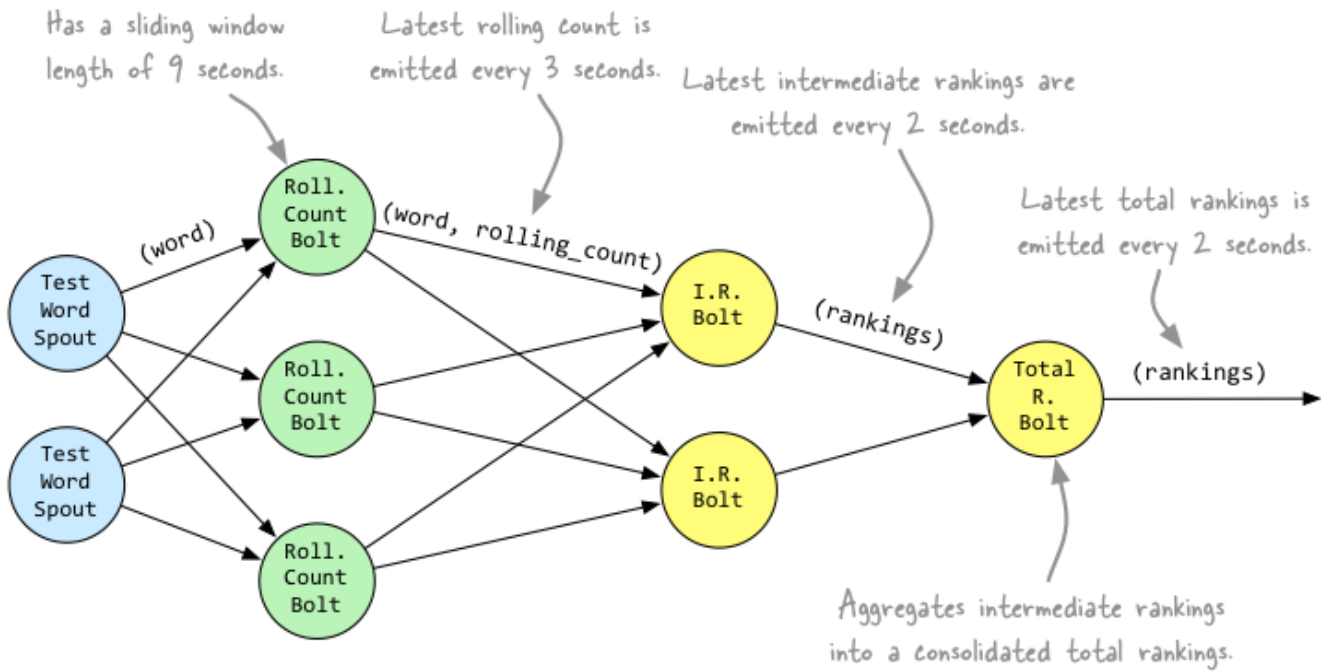 Has a sliding window
length of 9 seconds.
Latest rolling count is
emitted every 3 seconds.
Latest intermediate rankings are
emitted every 2 seconds.
Latest total rankings is
emitted every 2 seconds.
Test
Word
Spout
Test
Word
Spout
(word)
Roll.
Count
Bolt
Roll.
Count
Bolt
Roll.
Count
Bolt
(word, rolling_count)
I.R.
Bolt
I.R.
Bolt
(rankings)
Total
R.
Bolt
(rankings)
Aggregates intermediate rankings
into a consolidated total rankings.